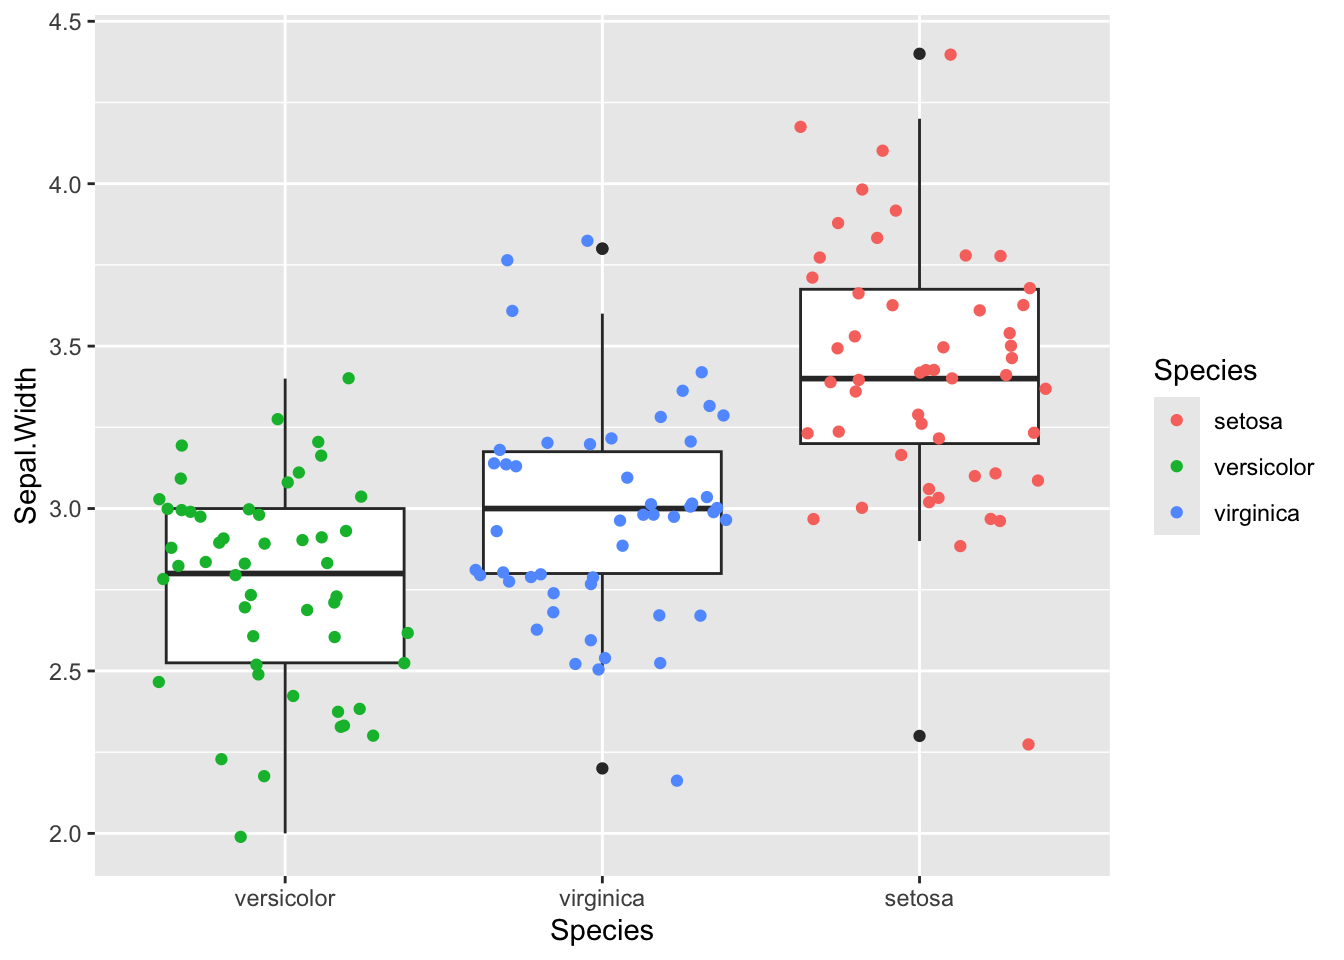 4.5
4.0
3.5
3.0
2.5
2.0
Sepal.Width
versicolor
virginica
setosa
Species
Species
setosa
versicolor
virginica